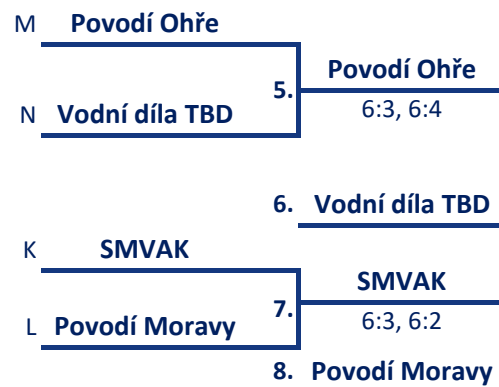 M Povodí Ohře
5. Povodí Ohře
N Vodní díla TBD 6:3, 6:4
6. Vodní díla TBD
K SMVAK
7. SMVAK
L Povodí Moravy 6:3, 6:2
8. Povodí Moravy